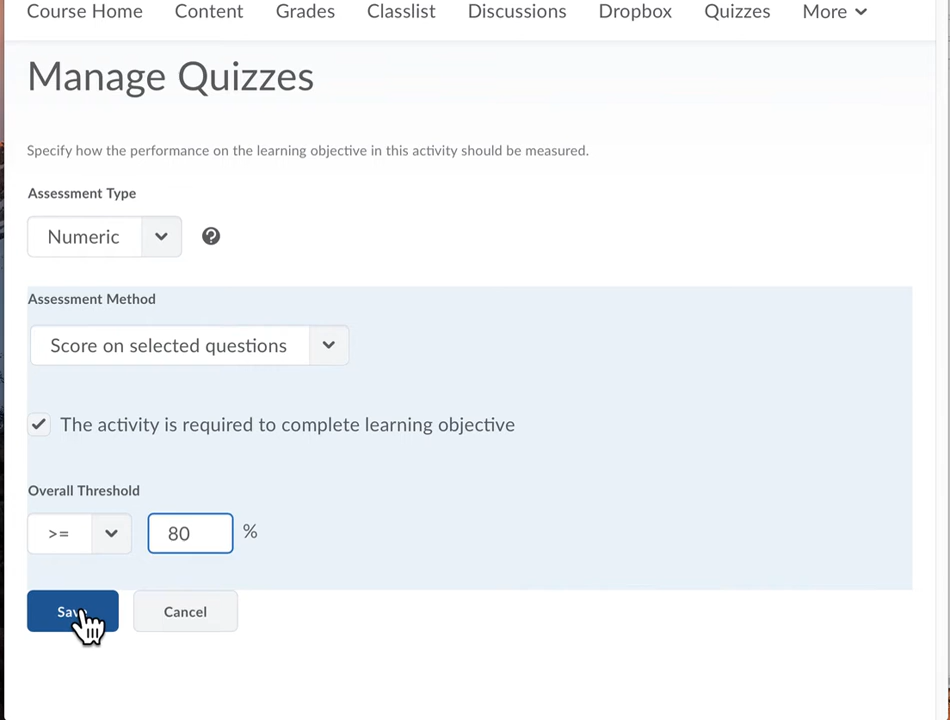 Course Home Content Grades Classlist Discussions Dropbox Quizzes More
Manage Quizzes
Specify how the performance on the learning objective in this activity should be measured.
Assessment Type
Numeric
Assessment Method
Score on selected questions
The activity is required to complete learning objective
Overall Threshold
>= 80 %
Save Cancel